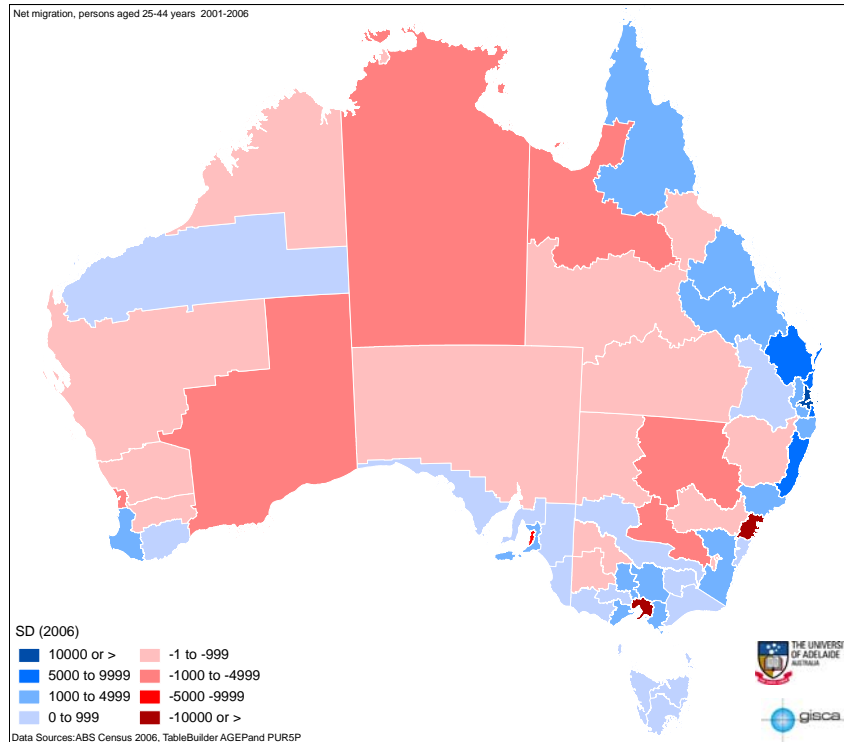 Net migration, persons aged 25-44 years 2001-2006
SD (2006)
10000 or >
5000 to 9999
1000 to 4999
0 to 999
-1 to -999
-1000 to -4999
-5000 -9999
-10000 or >
THE UNIVERSI
OF ADELAIDE
AUSTRALIA
gisca
Data Sources:ABS Census 2006, TableBuilder AGEPand PUR5P